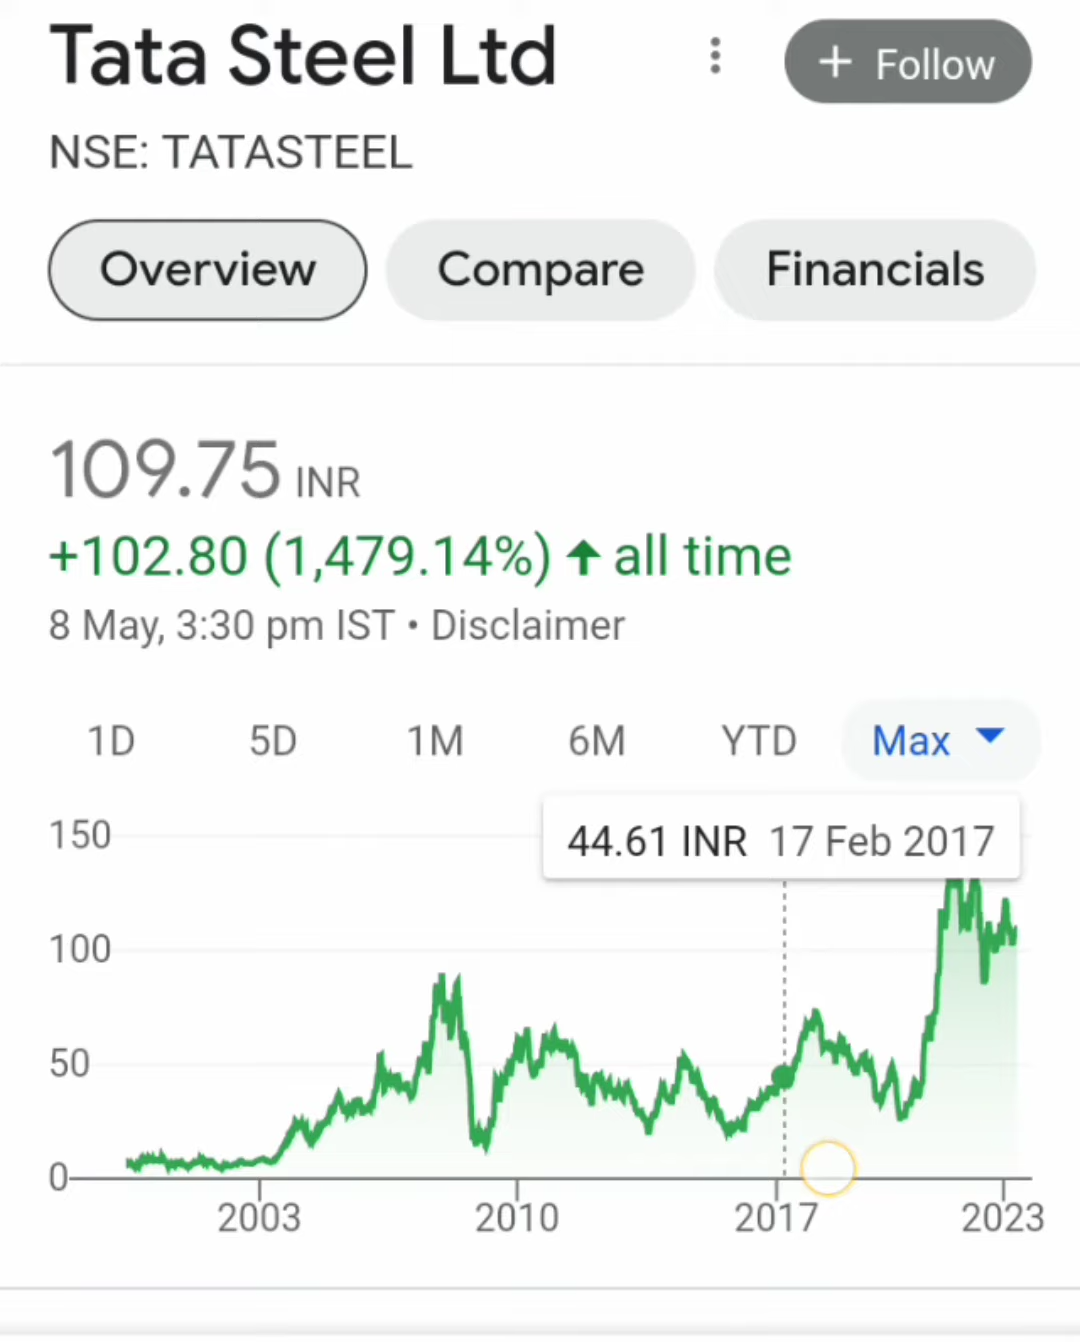 Tata Steel Ltd
+ Follow
NSE: TATASTEEL
Overview Compare Financials
109.75 INR
+102.80 (1,479.14%) ↑ all time
8 May, 3:30 pm IST • Disclaimer
1D 5D 1M 6M YTD Max
150
44.61 INR 17 Feb 2017
100
50
0
2003 2010 2017 2023